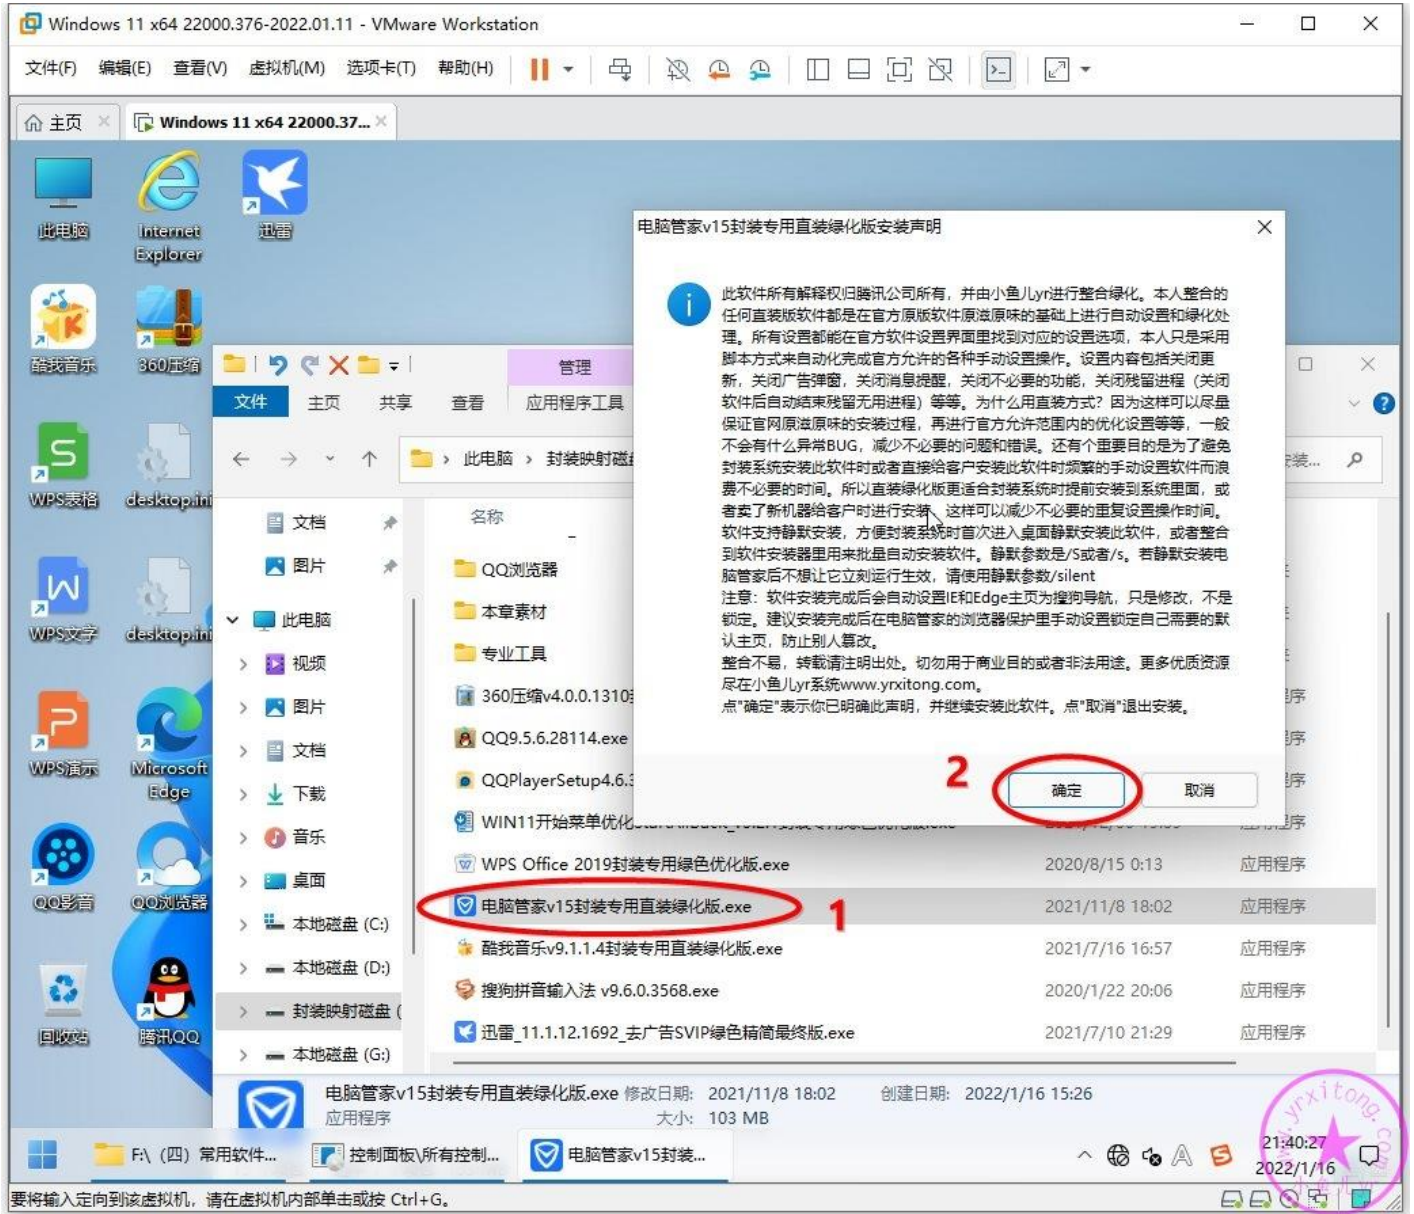 Windows 11 x64 22000.376-2022.01.11 - VMware Workstation
文件(F) 编辑(E) 查看(V) 虚拟机(M) 选项卡(T) 帮助(H)
主页 Windows 11 x64 22000.37...
此电脑 Internet Explorer 迅雷
酷我音乐 360压缩
WPS表格 desktop.ini
WPS文字 desktop.ini
WPS演示 Microsoft Edge
QQ影音 QQ浏览器
回收站 腾讯QQ
电脑管家v15封装专用直装绿化版安装声明
此软件所有解释权归腾讯公司所有，并由小鱼儿yr进行整合绿化。本人整合的
任何直装版软件都是在官方原版软件原滋原味的基础上进行自动设置和绿化处
理。所有设置都能在官方软件设置界面里找到对应的设置选项，本人只是采用
脚本方式来自动化完成官方允许的各种手动设置操作。设置内容包括关闭更
新，关闭广告弹窗，关闭消息提醒，关闭不必要的功能，关闭残留进程（关闭
软件后自动结束残留无用进程）等等。为什么用直装方式？因为这样可以尽量
保证官网原滋原味的安装过程，再进行官方允许范围内的优化设置等等，一般
不会有什么异常BUG，减少不必要的问题和错误。还有个重要目的是为了避免
封装系统安装此软件时或者直接给客户安装此软件时频繁的手动设置软件而浪
费不必要的时间。所以直装绿化版更适合封装系统时提前安装到系统里面，或
者卖了新机器给客户时进行安装，这样可以减少不必要的重复设置操作时间。
软件支持静默安装，方便封装系统时首次进入桌面静默安装此软件，或者整合
到软件安装器里用来批量自动安装软件。静默参数是/S或者/s。若静默安装电
脑管家后不想让它立刻运行生效，请使用静默参数/silent
注意：软件安装完成后会自动设置IE和Edge主页为搜狗导航，只是修改，不是
锁定。建议安装完成后在电脑管家的浏览器保护里手动设置锁定自己需要的默
认主页，防止别人篡改。
整合不易，转载请注明出处。切勿用于商业目的或者非法用途。更多优质资源
尽在小鱼儿yr系统www.yrxitong.com。
点"确定"表示你已明确此声明，并继续安装此软件。点"取消"退出安装。
2 确定 取消
管理
文件 主页 共享 查看 应用程序工具
此电脑 › 封装映射磁盘
文档
图片
此电脑
视频
图片
文档
下载
音乐
桌面
本地磁盘 (C:)
本地磁盘 (D:)
封装映射磁盘 (
本地磁盘 (G:)
名称
QQ浏览器
本章素材
专业工具
360压缩v4.0.0.1310
QQ9.5.6.28114.exe
QQPlayerSetup4.6.3
WIN11开始菜单优化
WPS Office 2019封装专用绿色优化版.exe 2020/8/15 0:13 应用程序
电脑管家v15封装专用直装绿化版.exe 1 2021/11/8 18:02 应用程序
酷我音乐v9.1.1.4封装专用直装绿化版.exe 2021/7/16 16:57 应用程序
搜狗拼音输入法 v9.6.0.3568.exe 2020/1/22 20:06 应用程序
迅雷_11.1.12.1692_去广告SVIP绿色精简最终版.exe 2021/7/10 21:29 应用程序
电脑管家v15封装专用直装绿化版.exe 修改日期: 2021/11/8 18:02 创建日期: 2022/1/16 15:26
应用程序 大小: 103 MB
F:\（四）常用软件... 控制面板\所有控制... 电脑管家v15封装... 21:40:27
2022/1/16
www.yrxitong.com
小鱼儿yr
要将输入定向到该虚拟机，请在虚拟机内部单击或按 Ctrl+G。